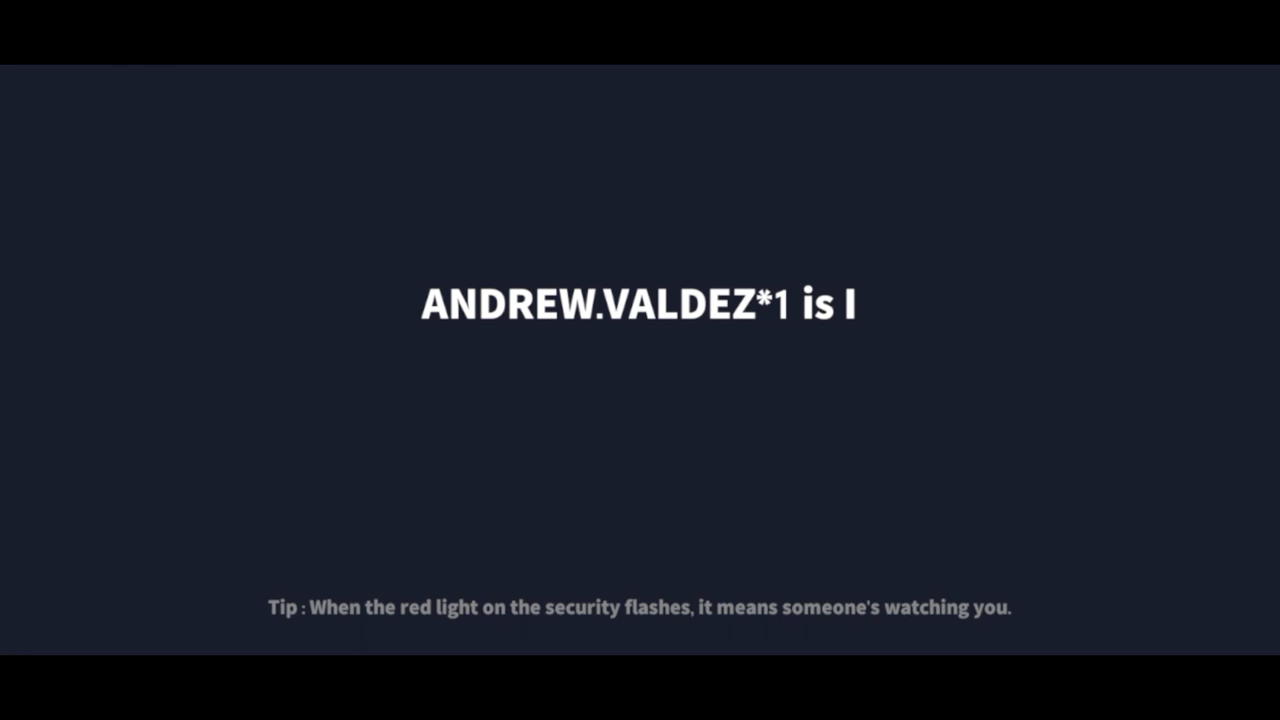 ANDREW.VALDEZ*1 is I
Tip : When the red light on the security flashes, it means someone's watching you.